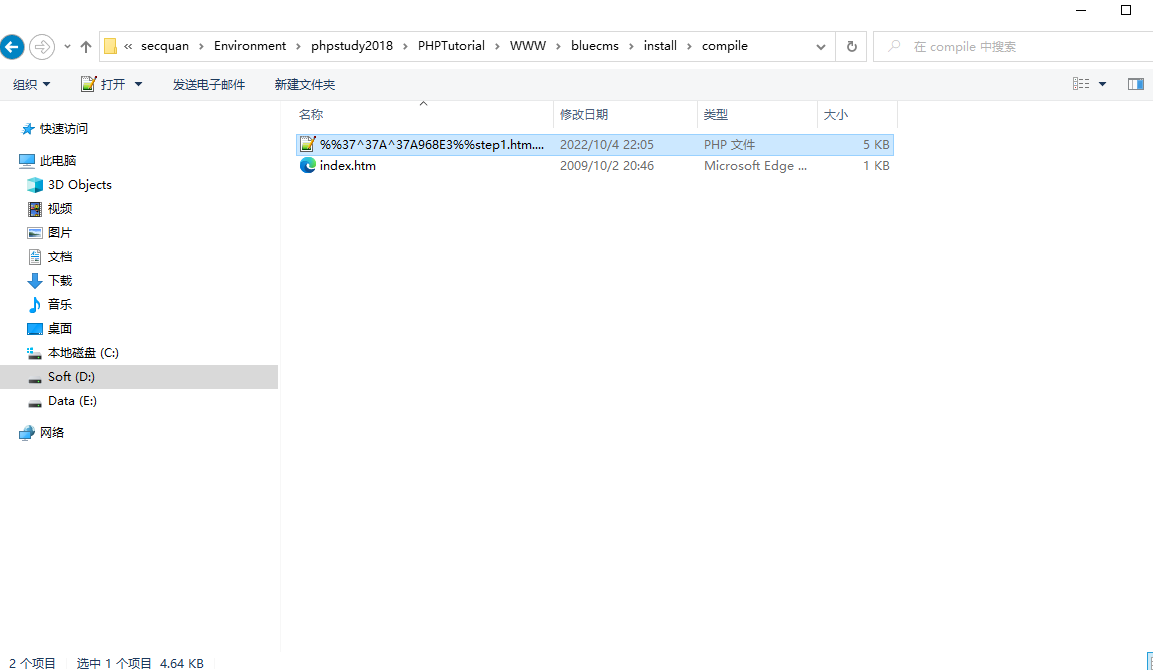 « secquan › Environment › phpstudy2018 › PHPTutorial › WWW › bluecms › install › compile
在 compile 中搜索
组织 打开 发送电子邮件 新建文件夹
名称 修改日期 类型 大小
%%37^37A^37A968E3%%step1.htm.... 2022/10/4 22:05 PHP 文件 5 KB
index.htm 2009/10/2 20:46 Microsoft Edge ... 1 KB
快速访问
此电脑
3D Objects
视频
图片
文档
下载
音乐
桌面
本地磁盘 (C:)
Soft (D:)
Data (E:)
网络
2 个项目 选中 1 个项目 4.64 KB